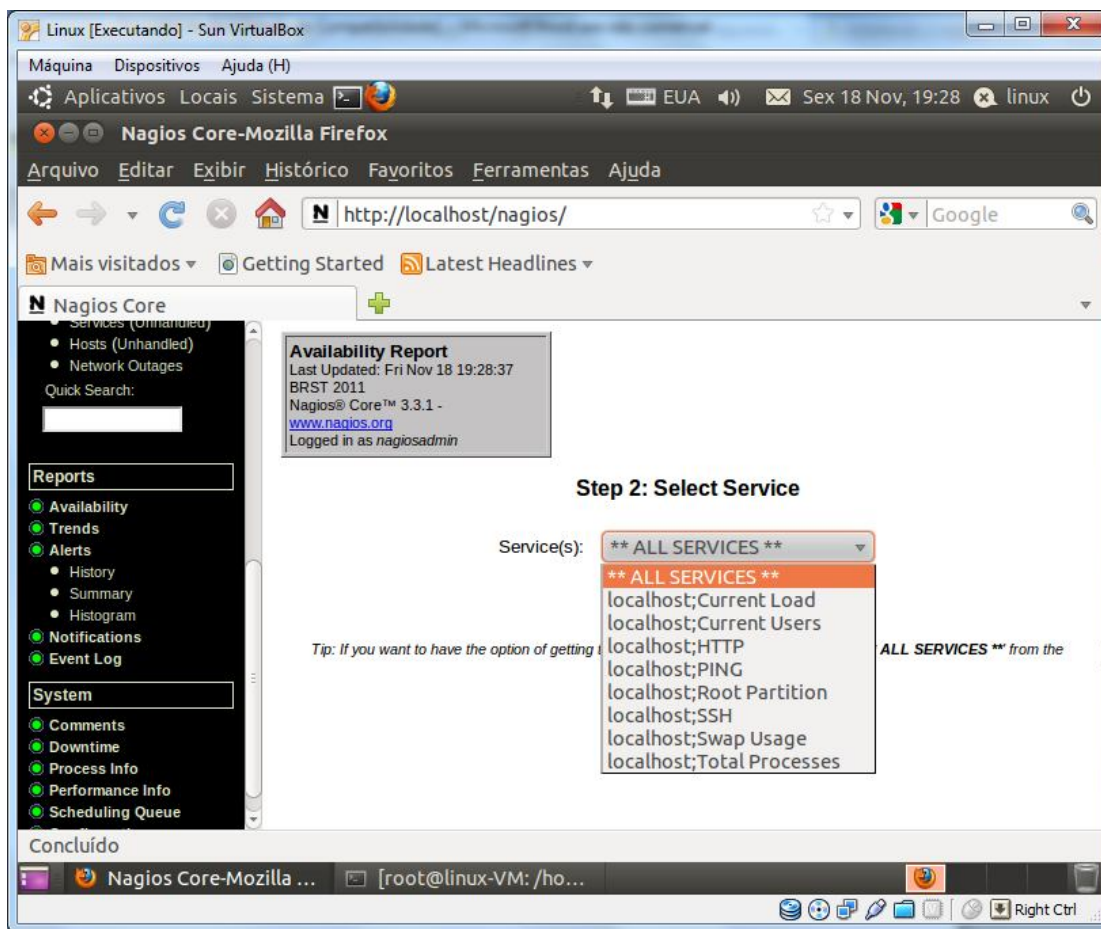 Linux [Executando] - Sun VirtualBox
Máquina Dispositivos Ajuda (H)
Aplicativos Locais Sistema EUA Sex 18 Nov, 19:28 linux
Nagios Core-Mozilla Firefox
Arquivo Editar Exibir Histórico Favoritos Ferramentas Ajuda
http://localhost/nagios/ Google
Mais visitados Getting Started Latest Headlines
Nagios Core
Services (Unhandled)
Hosts (Unhandled)
Network Outages
Quick Search:
Reports
Availability
Trends
Alerts
History
Summary
Histogram
Notifications
Event Log
System
Comments
Downtime
Process Info
Performance Info
Scheduling Queue
Availability Report
Last Updated: Fri Nov 18 19:28:37
BRST 2011
Nagios® Core™ 3.3.1 -
www.nagios.org
Logged in as nagiosadmin
Step 2: Select Service
Service(s): ** ALL SERVICES **
** ALL SERVICES **
localhost;Current Load
localhost;Current Users
localhost;HTTP
localhost;PING
localhost;Root Partition
localhost;SSH
localhost;Swap Usage
localhost;Total Processes
Tip: If you want to have the option of getting ALL SERVICES **' from the
Concluído
Nagios Core-Mozilla ... [root@linux-VM: /ho...
Right Ctrl